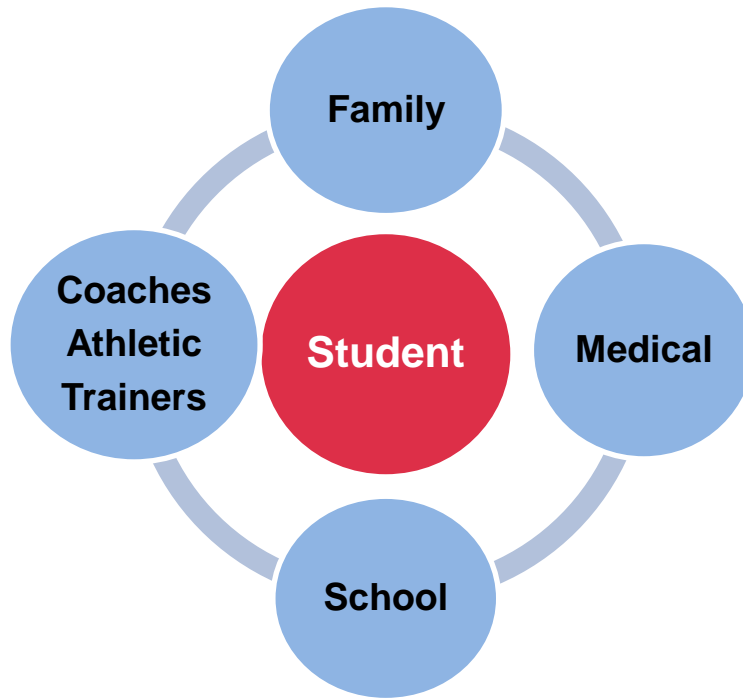 Family
Coaches
Athletic
Trainers
Student
Medical
School